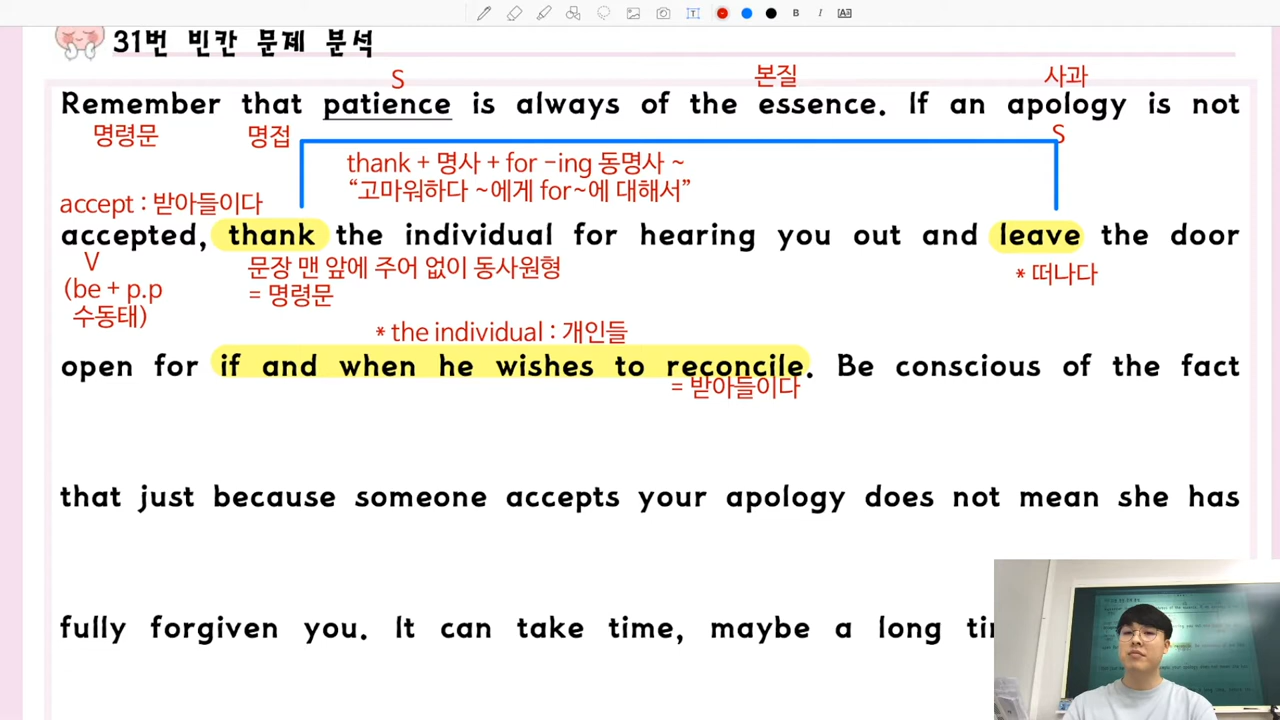 31번 빈칸 문제 분석
S 본질 사과
Remember that patience is always of the essence. If an apology is not
명령문 명접 S
thank + 명사 + for -ing 동명사 ~
“고마워하다 ~에게 for~에 대해서”
accept : 받아들이다
accepted, thank the individual for hearing you out and leave the door
V 문장 맨 앞에 주어 없이 동사원형 * 떠나다
(be + p.p = 명령문
수동태)
* the individual : 개인들
open for if and when he wishes to reconcile. Be conscious of the fact
= 받아들이다
that just because someone accepts your apology does not mean she has
fully forgiven you. It can take time, maybe a long